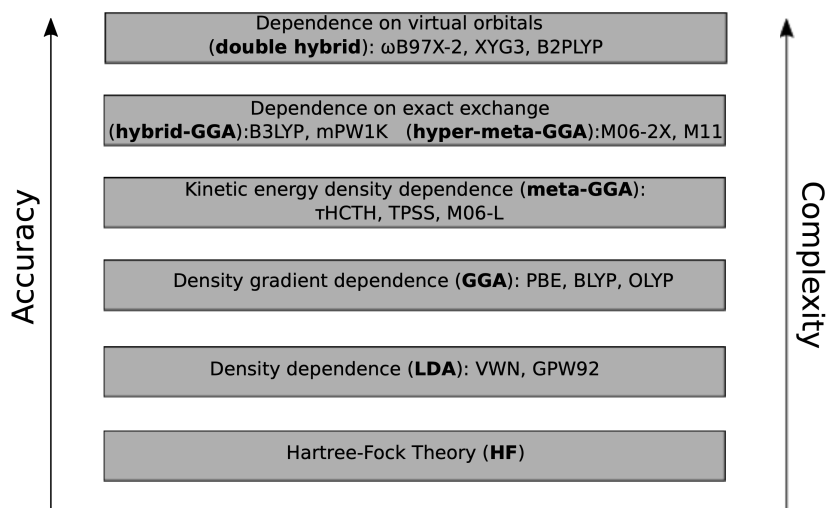 Dependence on virtual orbitals
(double hybrid): ωB97X-2, XYG3, B2PLYP
Dependence on exact exchange
(hybrid-GGA):B3LYP, mPW1K (hyper-meta-GGA):M06-2X, M11
Kinetic energy density dependence (meta-GGA):
τHCTH, TPSS, M06-L
Density gradient dependence (GGA): PBE, BLYP, OLYP
Density dependence (LDA): VWN, GPW92
Hartree-Fock Theory (HF)
Accuracy
Complexity